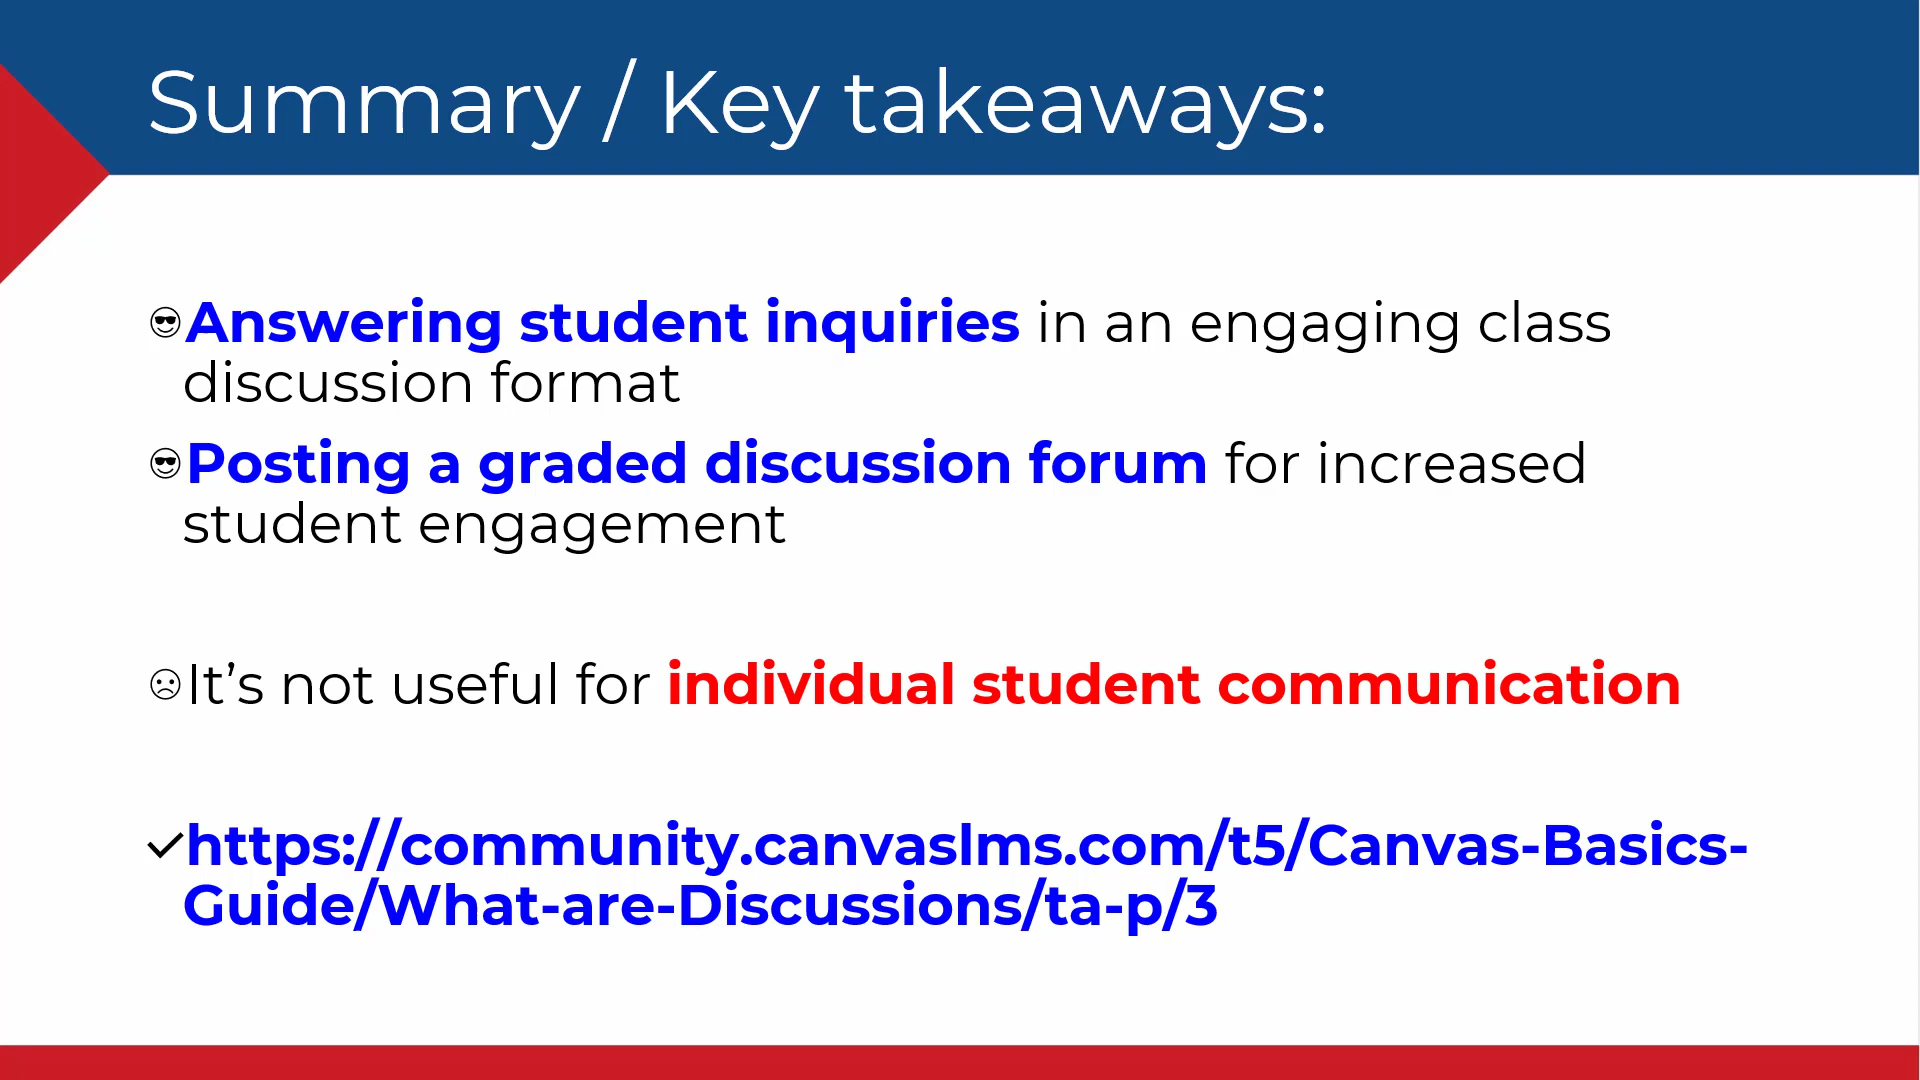 Summary / Key takeaways:
😎Answering student inquiries in an engaging class
discussion format
😎Posting a graded discussion forum for increased
student engagement
☹It’s not useful for individual student communication
✓https://community.canvaslms.com/t5/Canvas-Basics-
Guide/What-are-Discussions/ta-p/3